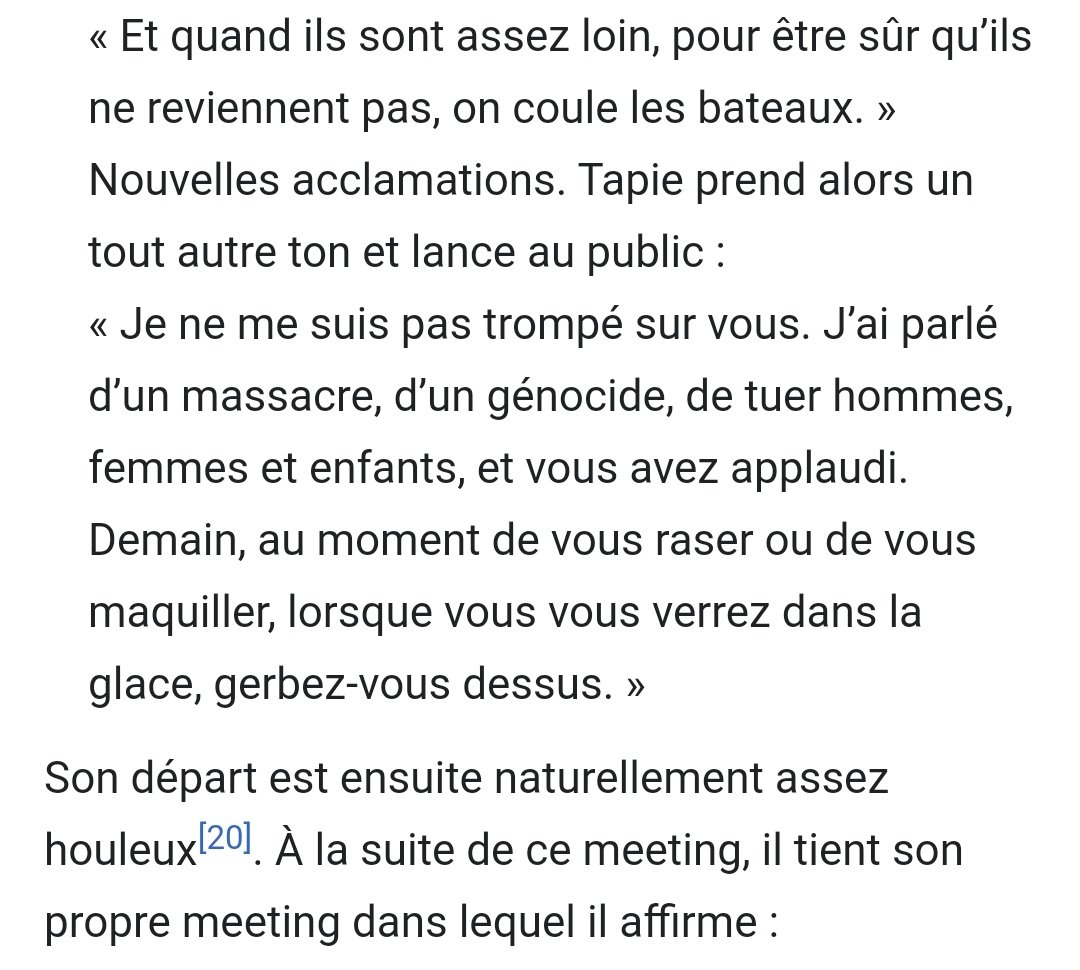 « Et quand ils sont assez loin, pour être sûr qu’ils
ne reviennent pas, on coule les bateaux. »
Nouvelles acclamations. Tapie prend alors un
tout autre ton et lance au public :
« Je ne me suis pas trompé sur vous. J’ai parlé
d’un massacre, d’un génocide, de tuer hommes,
femmes et enfants, et vous avez applaudi.
Demain, au moment de vous raser ou de vous
maquiller, lorsque vous vous verrez dans la
glace, gerbez-vous dessus. »
Son départ est ensuite naturellement assez
houleux[20]. À la suite de ce meeting, il tient son
propre meeting dans lequel il affirme :